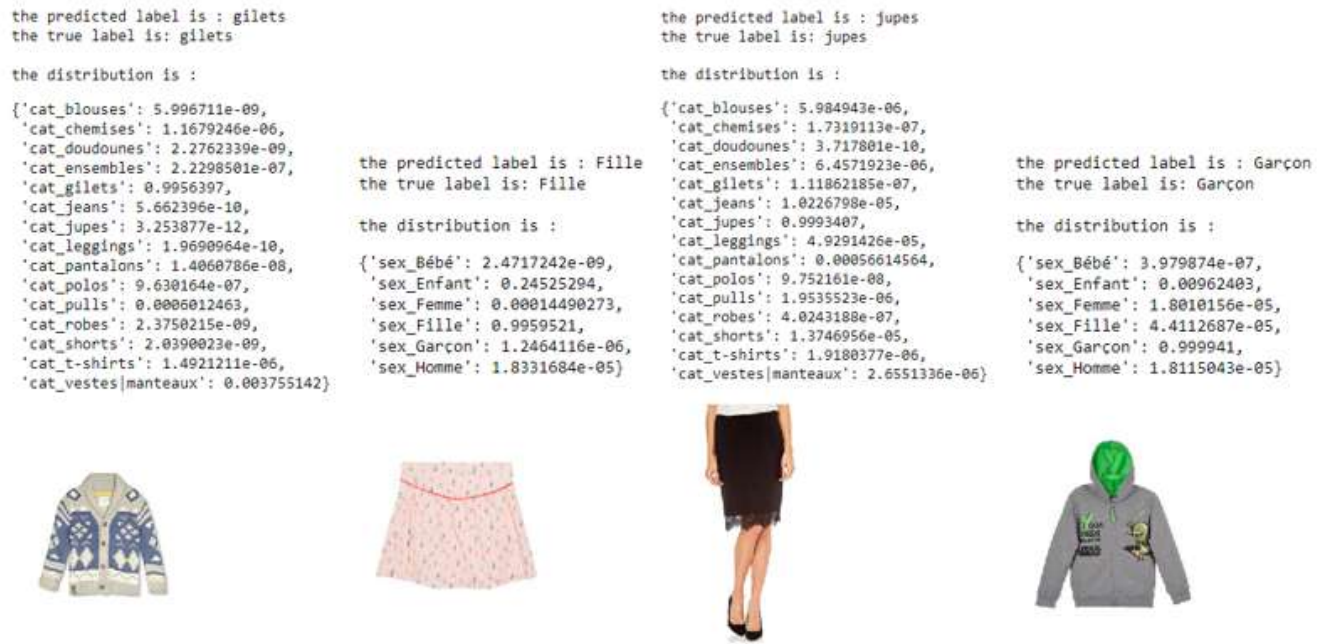 the predicted label is : gilets
the true label is: gilets
the distribution is :
{'cat_blouses': 5.996711e-09,
'cat_chemises': 1.1679246e-06,
'cat_doudounes': 2.2762339e-09,
'cat_ensembles': 2.2298501e-07,
'cat_gilets': 0.9956397,
'cat_jeans': 5.662396e-10,
'cat_jupes': 3.253877e-12,
'cat_leggings': 1.9690964e-10,
'cat_pantalons': 1.4060786e-08,
'cat_polos': 9.630164e-07,
'cat_pulls': 0.0006012463,
'cat_robes': 2.3750215e-09,
'cat_shorts': 2.0390023e-09,
'cat_t-shirts': 1.4921211e-06,
'cat_vestes|manteaux': 0.003755142}
the predicted label is : Fille
the true label is: Fille
the distribution is :
{'sex_Bébé': 2.4717242e-09,
'sex_Enfant': 0.24525294,
'sex_Femme': 0.00014490273,
'sex_Fille': 0.9959521,
'sex_Garçon': 1.2464116e-06,
'sex_Homme': 1.8331684e-05}
the predicted label is : jupes
the true label is: jupes
the distribution is :
{'cat_blouses': 5.984943e-06,
'cat_chemises': 1.7319113e-07,
'cat_doudounes': 3.717801e-10,
'cat_ensembles': 6.4571923e-06,
'cat_gilets': 1.11862185e-07,
'cat_jeans': 1.0226798e-05,
'cat_jupes': 0.9993407,
'cat_leggings': 4.9291426e-05,
'cat_pantalons': 0.00056614564,
'cat_polos': 9.752161e-08,
'cat_pulls': 1.9535523e-06,
'cat_robes': 4.0243188e-07,
'cat_shorts': 1.3746956e-05,
'cat_t-shirts': 1.9180377e-06,
'cat_vestes|manteaux': 2.6551336e-06}
the predicted label is : Garçon
the true label is: Garçon
the distribution is :
{'sex_Bébé': 3.979874e-07,
'sex_Enfant': 0.00962403,
'sex_Femme': 1.8010156e-05,
'sex_Fille': 4.4112687e-05,
'sex_Garçon': 0.999941,
'sex_Homme': 1.8115043e-05}